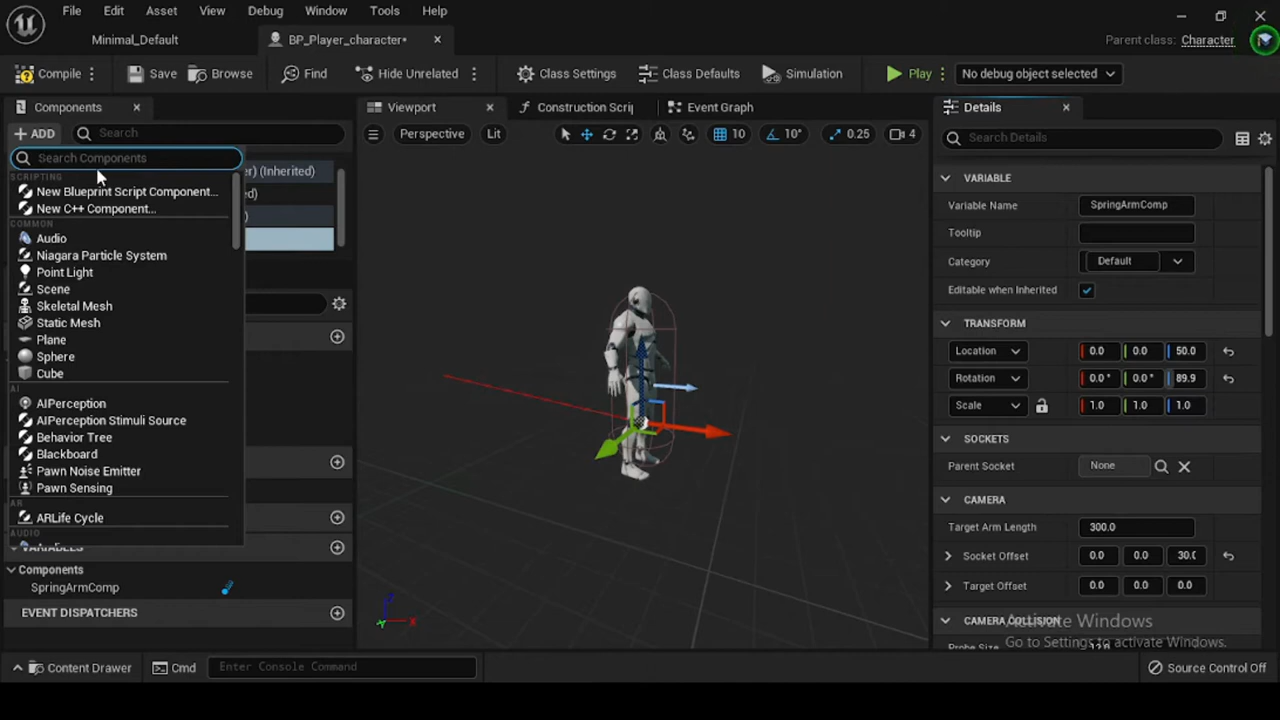 File Edit Asset View Debug Window Tools Help
Minimal_Default
BP_Player_character*
Parent class: Character
Compile
Save
Browse
Find
Hide Unrelated
Class Settings
Class Defaults
Simulation
Play
No debug object selected
Components
ADD
Search
Search Components
SCRIPTING
New Blueprint Script Component...
New C++ Component...
COMMON
Audio
Niagara Particle System
Point Light
Scene
Skeletal Mesh
Static Mesh
Plane
Sphere
Cube
AI
AIPerception
AIPerception Stimuli Source
Behavior Tree
Blackboard
Pawn Noise Emitter
Pawn Sensing
AR
ARLife Cycle
AUDIO
er) (Inherited)
ed)
)
VARIABLES
Components
SpringArmComp
EVENT DISPATCHERS
Viewport
Construction Scrip
Event Graph
Perspective
Lit
10
10°
0.25
4
Z
X
Y
Details
Search Details
VARIABLE
Variable Name SpringArmComp
Tooltip
Category Default
Editable when Inherited
TRANSFORM
Location 0.0 0.0 50.0
Rotation 0.0° 0.0° 89.9
Scale 1.0 1.0 1.0
SOCKETS
Parent Socket None
CAMERA
Target Arm Length 300.0
Socket Offset 0.0 0.0 30.(
Target Offset 0.0 0.0 0.0
CAMERA COLLISION
Probe Size 12.0
Activate Windows
Go to Settings to activate Windows.
Content Drawer
Cmd
Enter Console Command
Source Control Off